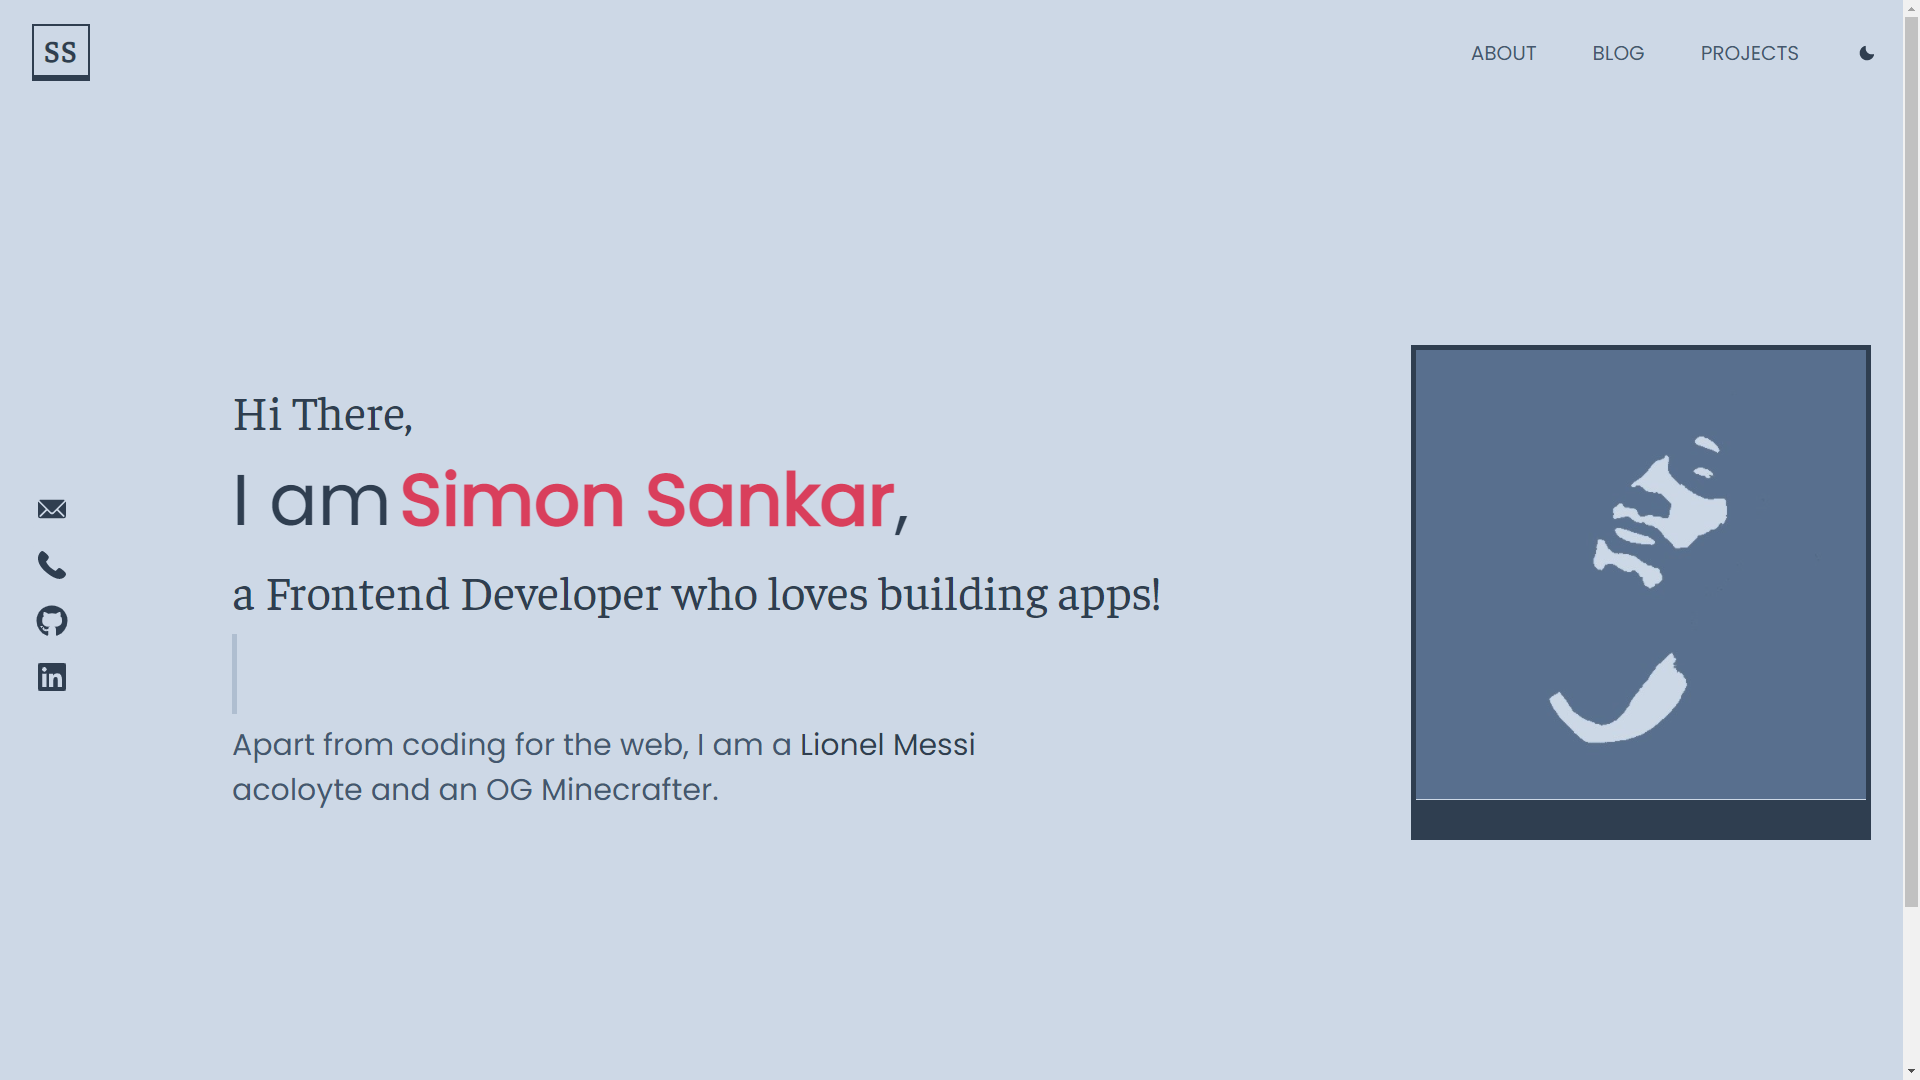 SS
ABOUT BLOG PROJECTS
Hi There,
I am Simon Sankar,
a Frontend Developer who loves building apps!
Apart from coding for the web, I am a Lionel Messi
acoloyte and an OG Minecrafter.
in